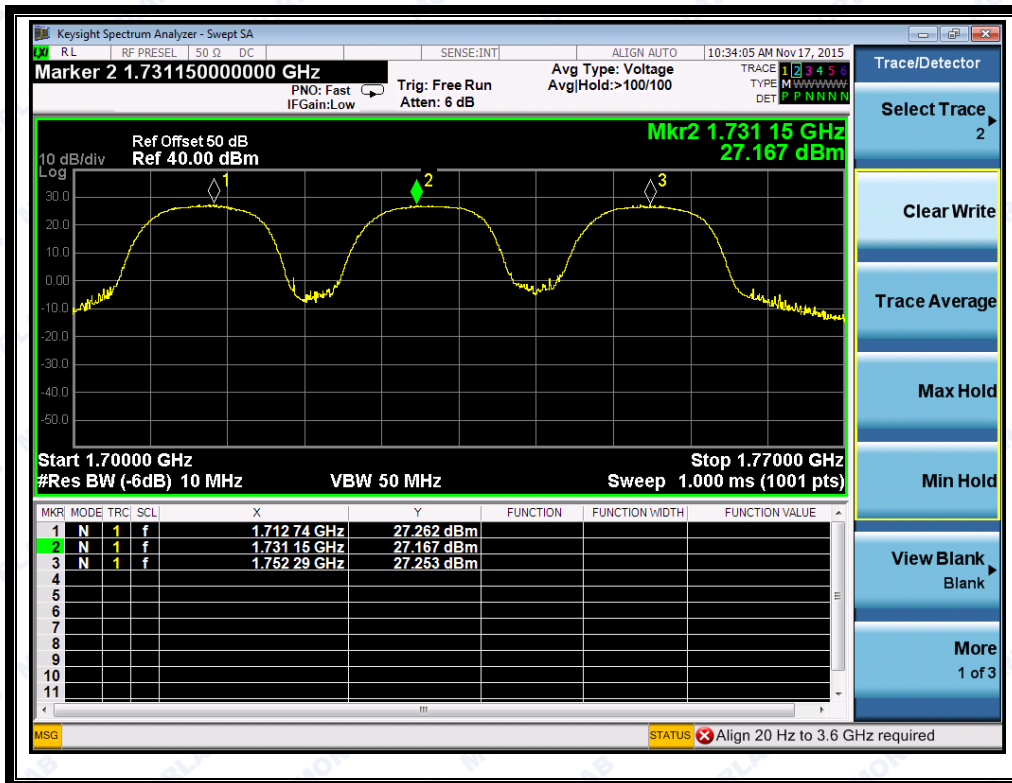 Keysight Spectrum Analyzer - Swept SA
LXI RL RF PRESEL 50 Ω DC SENSE:INT ALIGN AUTO 10:34:05 AM Nov 17, 2015
Marker 2 1.731150000000 GHz
PNO: Fast
IFGain:Low
Trig: Free Run
Atten: 6 dB
Avg Type: Voltage
Avg|Hold:>100/100
TRACE 1 2 3 4 5 6
TYPE M WWWWW
DET P P N N N N
Mkr2 1.731 15 GHz
27.167 dBm
Ref Offset 50 dB
10 dB/div Ref 40.00 dBm
Log
30.0
20.0
10.0
0.00
-10.0
-20.0
-30.0
-40.0
-50.0
1
2
3
Start 1.70000 GHz Stop 1.77000 GHz
#Res BW (-6dB) 10 MHz VBW 50 MHz Sweep 1.000 ms (1001 pts)
MKR MODE TRC SCL X Y FUNCTION FUNCTION WIDTH FUNCTION VALUE
1 N 1 f 1.712 74 GHz 27.262 dBm
2 N 1 f 1.731 15 GHz 27.167 dBm
3 N 1 f 1.752 29 GHz 27.253 dBm
4
5
6
7
8
9
10
11
MSG STATUS Align 20 Hz to 3.6 GHz required
Trace/Detector
Select Trace
2
Clear Write
Trace Average
Max Hold
Min Hold
View Blank
Blank
More
1 of 3